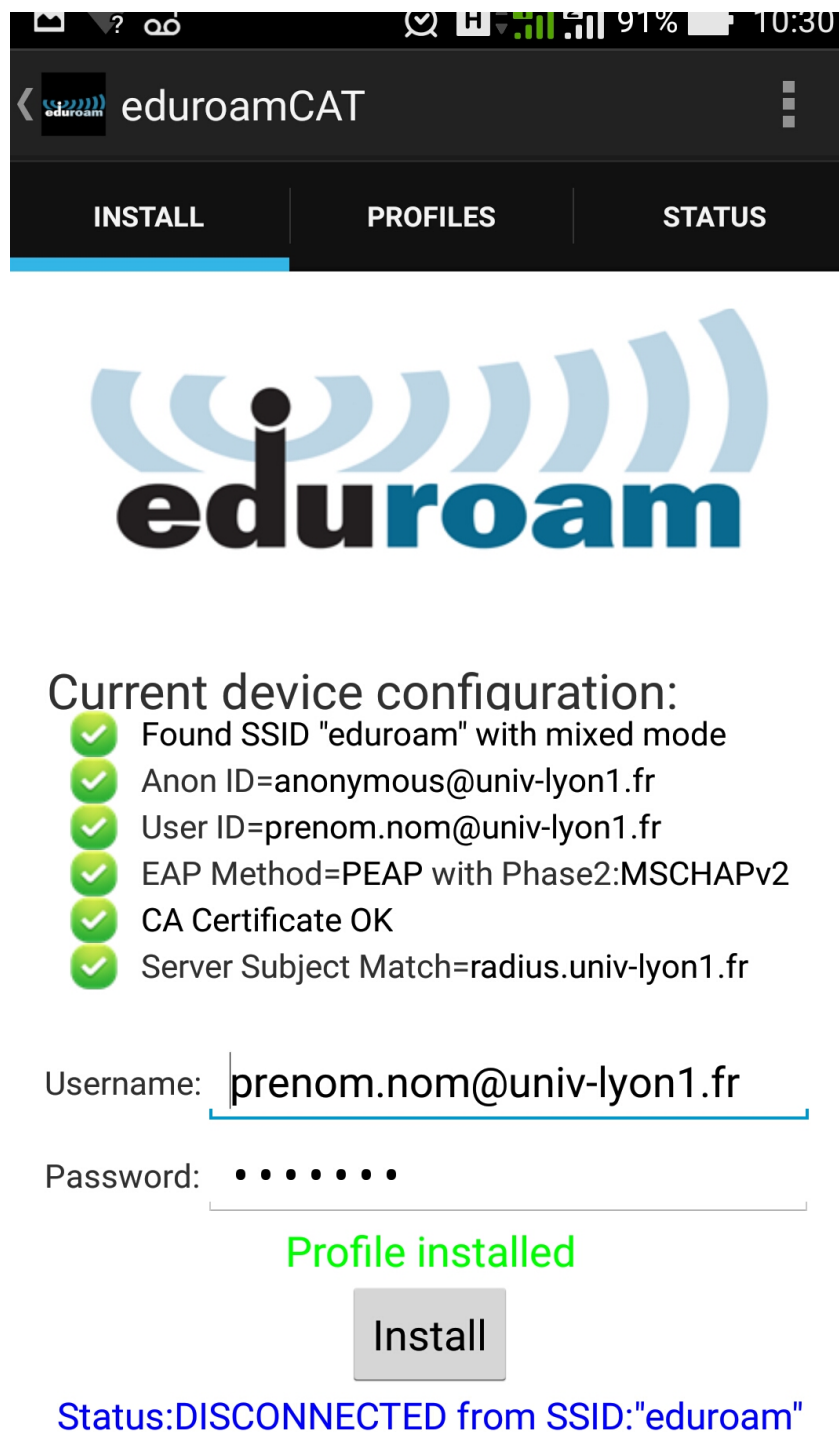 ? H 2 91% 10:30
eduroam eduroamCAT
INSTALL PROFILES STATUS
eduroam
Current device configuration:
Found SSID "eduroam" with mixed mode
Anon ID=anonymous@univ-lyon1.fr
User ID=prenom.nom@univ-lyon1.fr
EAP Method=PEAP with Phase2:MSCHAPv2
CA Certificate OK
Server Subject Match=radius.univ-lyon1.fr
Username: prenom.nom@univ-lyon1.fr
Password: •••••••
Profile installed
Install
Status:DISCONNECTED from SSID:"eduroam"